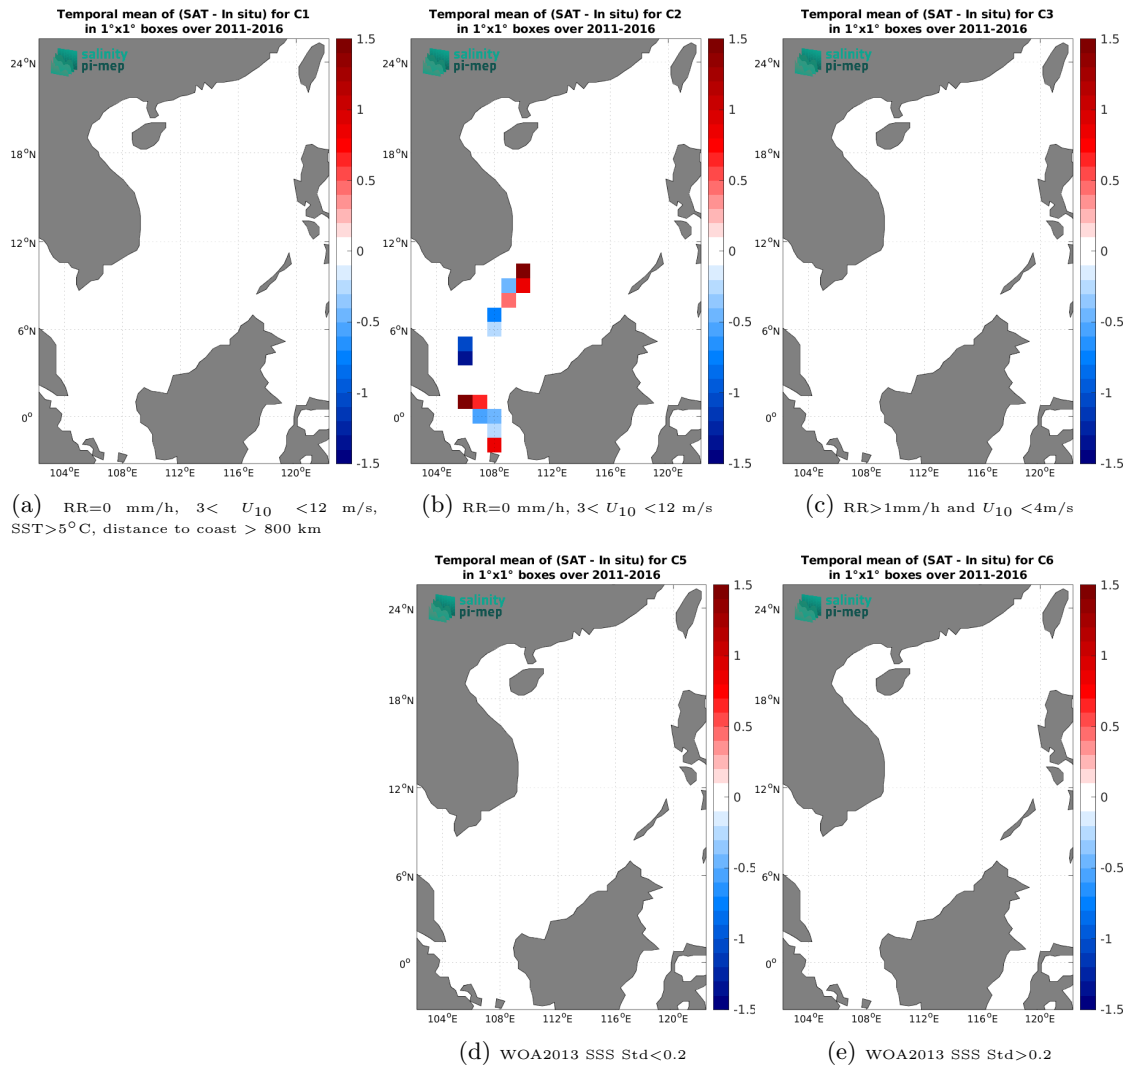 Temporal mean of (SAT - In situ) for C1
in 1°x1° boxes over 2011-2016
salinity
pi-mep
24°N
18°N
12°N
6°N
0°
104°E 108°E 112°E 116°E 120°E
1.5
1
0.5
0
-0.5
-1
-1.5
(a) RR=0 mm/h, 3< U10 <12 m/s,
SST>5°C, distance to coast > 800 km
Temporal mean of (SAT - In situ) for C2
in 1°x1° boxes over 2011-2016
salinity
pi-mep
24°N
18°N
12°N
6°N
0°
104°E 108°E 112°E 116°E 120°E
1.5
1
0.5
0
-0.5
-1
-1.5
(b) RR=0 mm/h, 3< U10 <12 m/s
Temporal mean of (SAT - In situ) for C3
in 1°x1° boxes over 2011-2016
salinity
pi-mep
24°N
18°N
12°N
6°N
0°
104°E 108°E 112°E 116°E 120°E
1.5
1
0.5
0
-0.5
-1
-1.5
(c) RR>1mm/h and U10 <4m/s
Temporal mean of (SAT - In situ) for C5
in 1°x1° boxes over 2011-2016
salinity
pi-mep
24°N
18°N
12°N
6°N
0°
104°E 108°E 112°E 116°E 120°E
1.5
1
0.5
0
-0.5
-1
-1.5
(d) WOA2013 SSS Std<0.2
Temporal mean of (SAT - In situ) for C6
in 1°x1° boxes over 2011-2016
salinity
pi-mep
24°N
18°N
12°N
6°N
0°
104°E 108°E 112°E 116°E 120°E
1.5
1
0.5
0
-0.5
-1
-1.5
(e) WOA2013 SSS Std>0.2